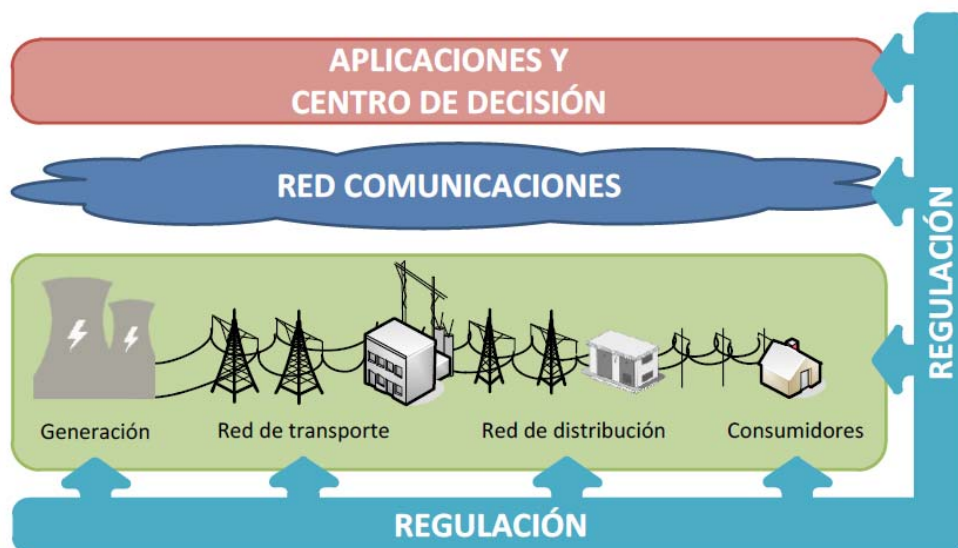 APLICACIONES Y
CENTRO DE DECISIÓN
RED COMUNICACIONES
Generación
Red de transporte
Red de distribución
Consumidores
REGULACIÓN
REGULACIÓN